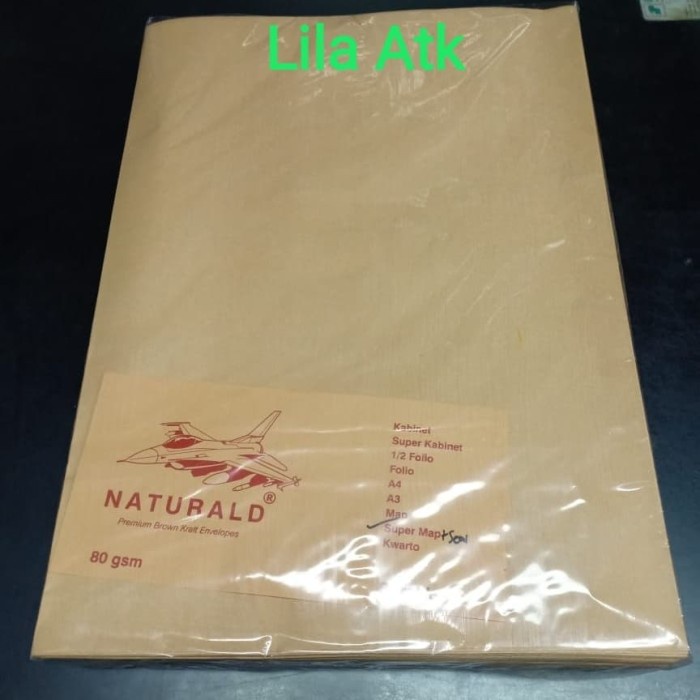 Lila Atk
NATURALD®
Premium Brown Kraft Envelopes
80 gsm
Kabinet
Super Kabinet
1/2 Folio
Folio
A4
A3
Map
Super Map+Seal
Kwarto